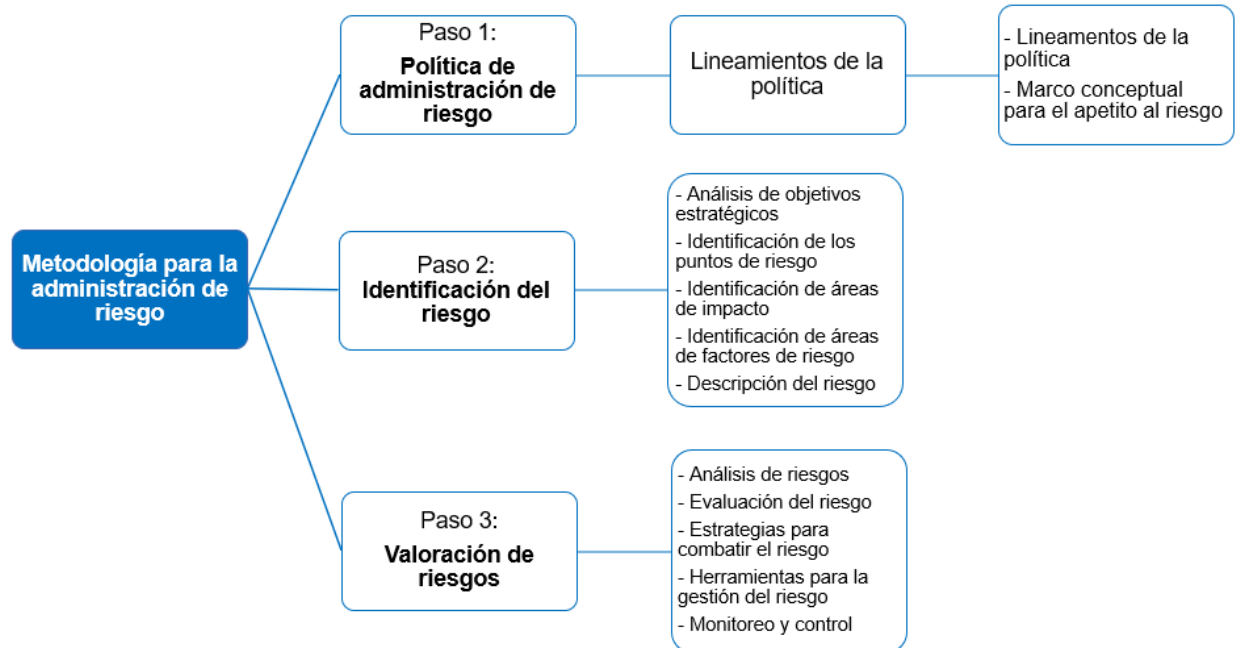 Metodología para la
administración de
riesgo
Paso 1:
Política de
administración de
riesgo
Lineamientos de la
política
- Lineamentos de la
política
- Marco conceptual
para el apetito al riesgo
Paso 2:
Identificación del
riesgo
- Análisis de objetivos
estratégicos
- Identificación de los
puntos de riesgo
- Identificación de áreas
de impacto
- Identificación de áreas
de factores de riesgo
- Descripción del riesgo
Paso 3:
Valoración de
riesgos
- Análisis de riesgos
- Evaluación del riesgo
- Estrategias para
combatir el riesgo
- Herramientas para la
gestión del riesgo
- Monitoreo y control